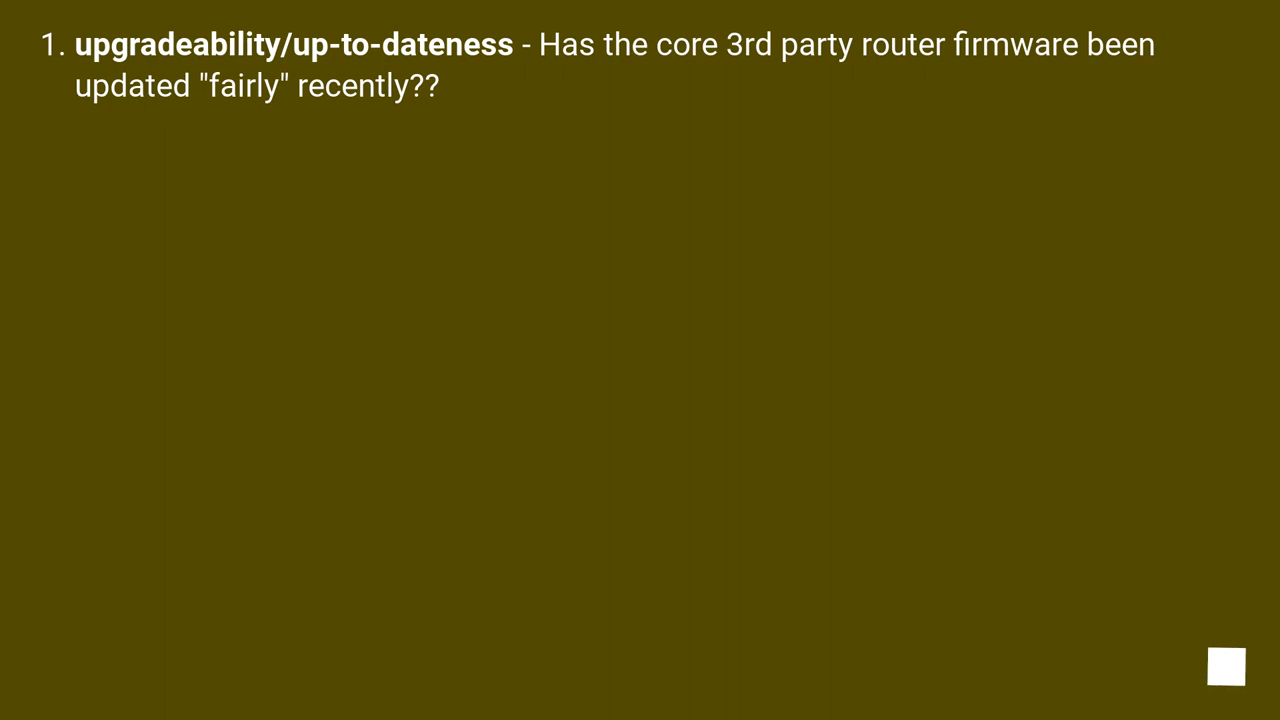 1. upgradeability/up-to-dateness - Has the core 3rd party router firmware been
updated "fairly" recently??